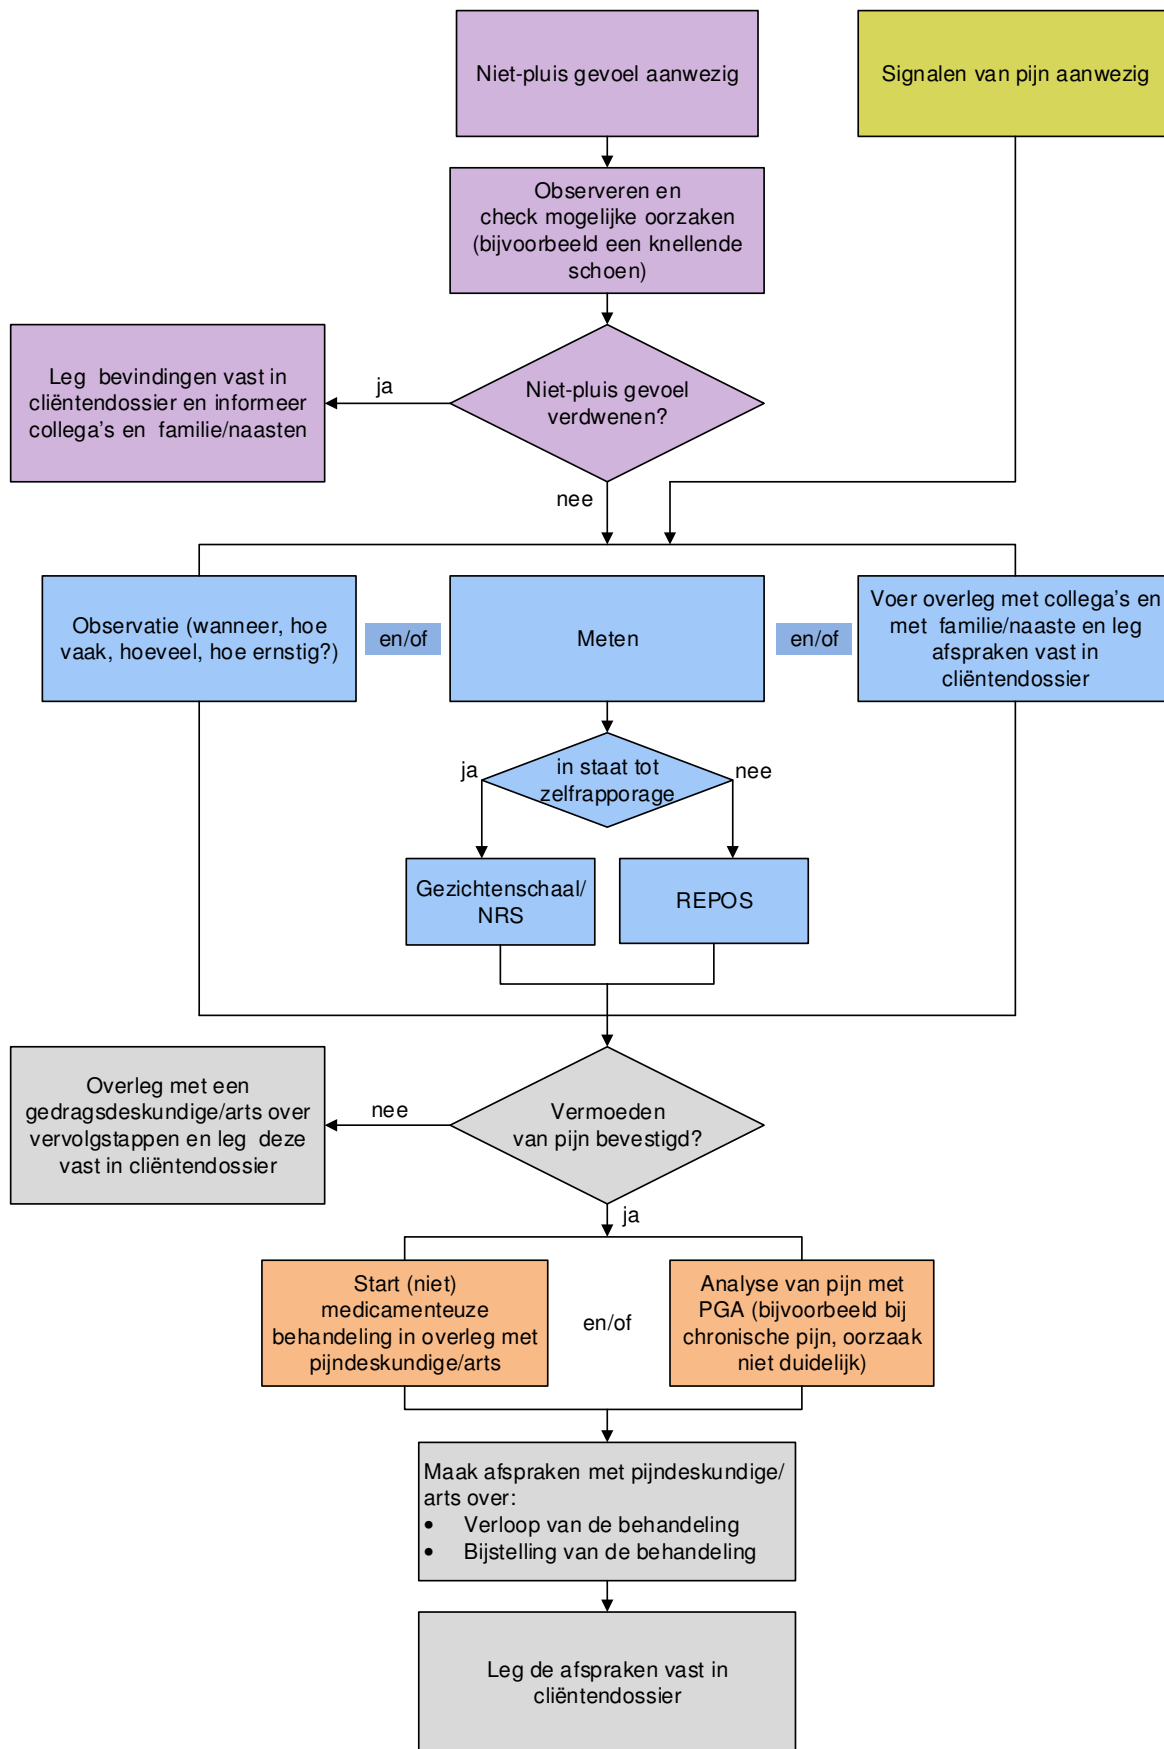 Niet-pluis gevoel aanwezig
Signalen van pijn aanwezig
Observeren en
check mogelijke oorzaken
(bijvoorbeeld een knellende
schoen)
Leg bevindingen vast in
cliëntendossier en informeer
collega's en familie/naasten
ja
Niet-pluis gevoel
verdwenen?
nee
Observatie (wanneer, hoe
vaak, hoeveel, hoe ernstig?)
en/of
Meten
en/of
Voer overleg met collega's en
met familie/naaste en leg
afspraken vast in
cliëntendossier
ja
in staat tot
zelfrapporage
nee
Gezichtenschaal/
NRS
REPOS
Overleg met een
gedragsdeskundige/arts over
vervolgstappen en leg deze
vast in cliëntendossier
nee
Vermoeden
van pijn bevestigd?
ja
Start (niet)
medicamenteuze
behandeling in overleg met
pijndeskundige/arts
en/of
Analyse van pijn met
PGA (bijvoorbeeld bij
chronische pijn, oorzaak
niet duidelijk)
Maak afspraken met pijndeskundige/
arts over:
• Verloop van de behandeling
• Bijstelling van de behandeling
Leg de afspraken vast in
cliëntendossier